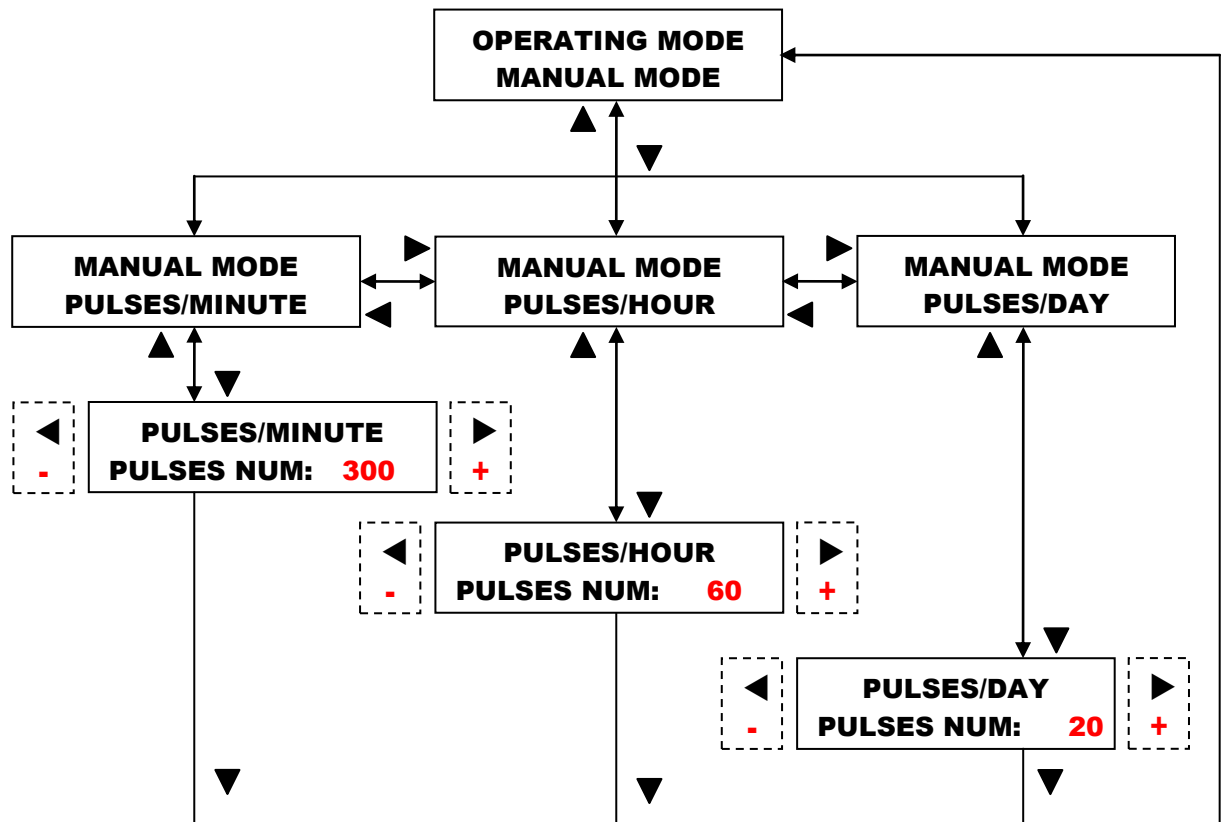 OPERATING MODE
MANUAL MODE
MANUAL MODE
PULSES/MINUTE
MANUAL MODE
PULSES/HOUR
MANUAL MODE
PULSES/DAY
-
PULSES/MINUTE
PULSES NUM: 300
+
-
PULSES/HOUR
PULSES NUM: 60
+
-
PULSES/DAY
PULSES NUM: 20
+